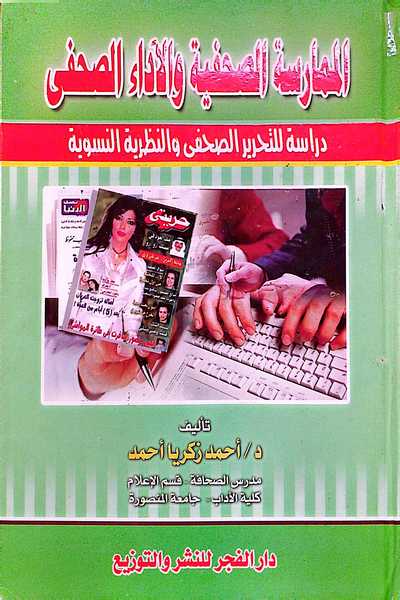 الممارسة الصحفية والأداء الصحفى
دراسة للتحرير الصحفى والنظرية النسوية
حريتى
تأليف
د/أحمد زكريا أحمد
مدرس الصحافة - قسم الإعلام
كلية الآداب - جامعة المنصورة
دار الفجر للنشر والتوزيع